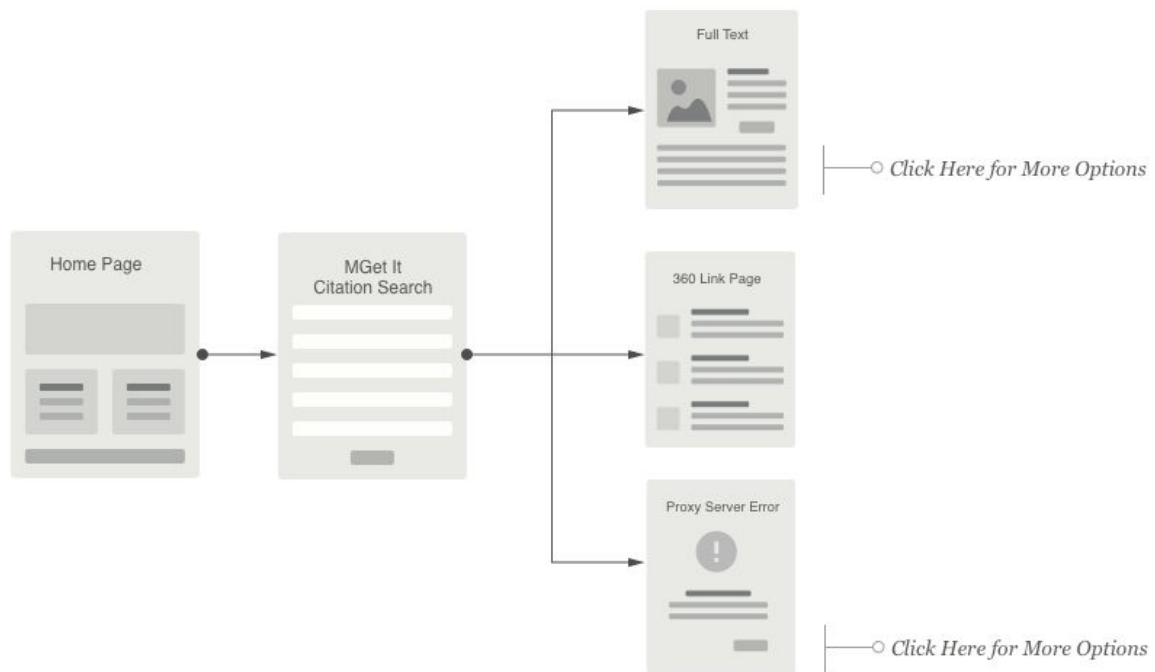 Full Text
Click Here for More Options
Home Page
MGet It
Citation Search
360 Link Page
Proxy Server Error
!
Click Here for More Options